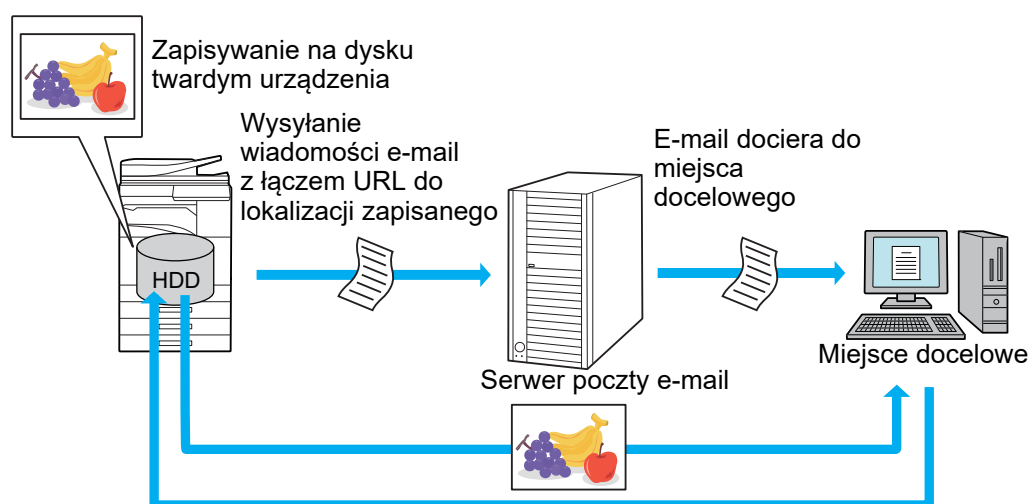 Zapisywanie na dysku
twardym urządzenia
Wysyłanie
wiadomości e-mail
z łączem URL do
lokalizacji zapisanego
E-mail dociera do
miejsca
docelowego
HDD
Serwer poczty e-mail
Miejsce docelowe